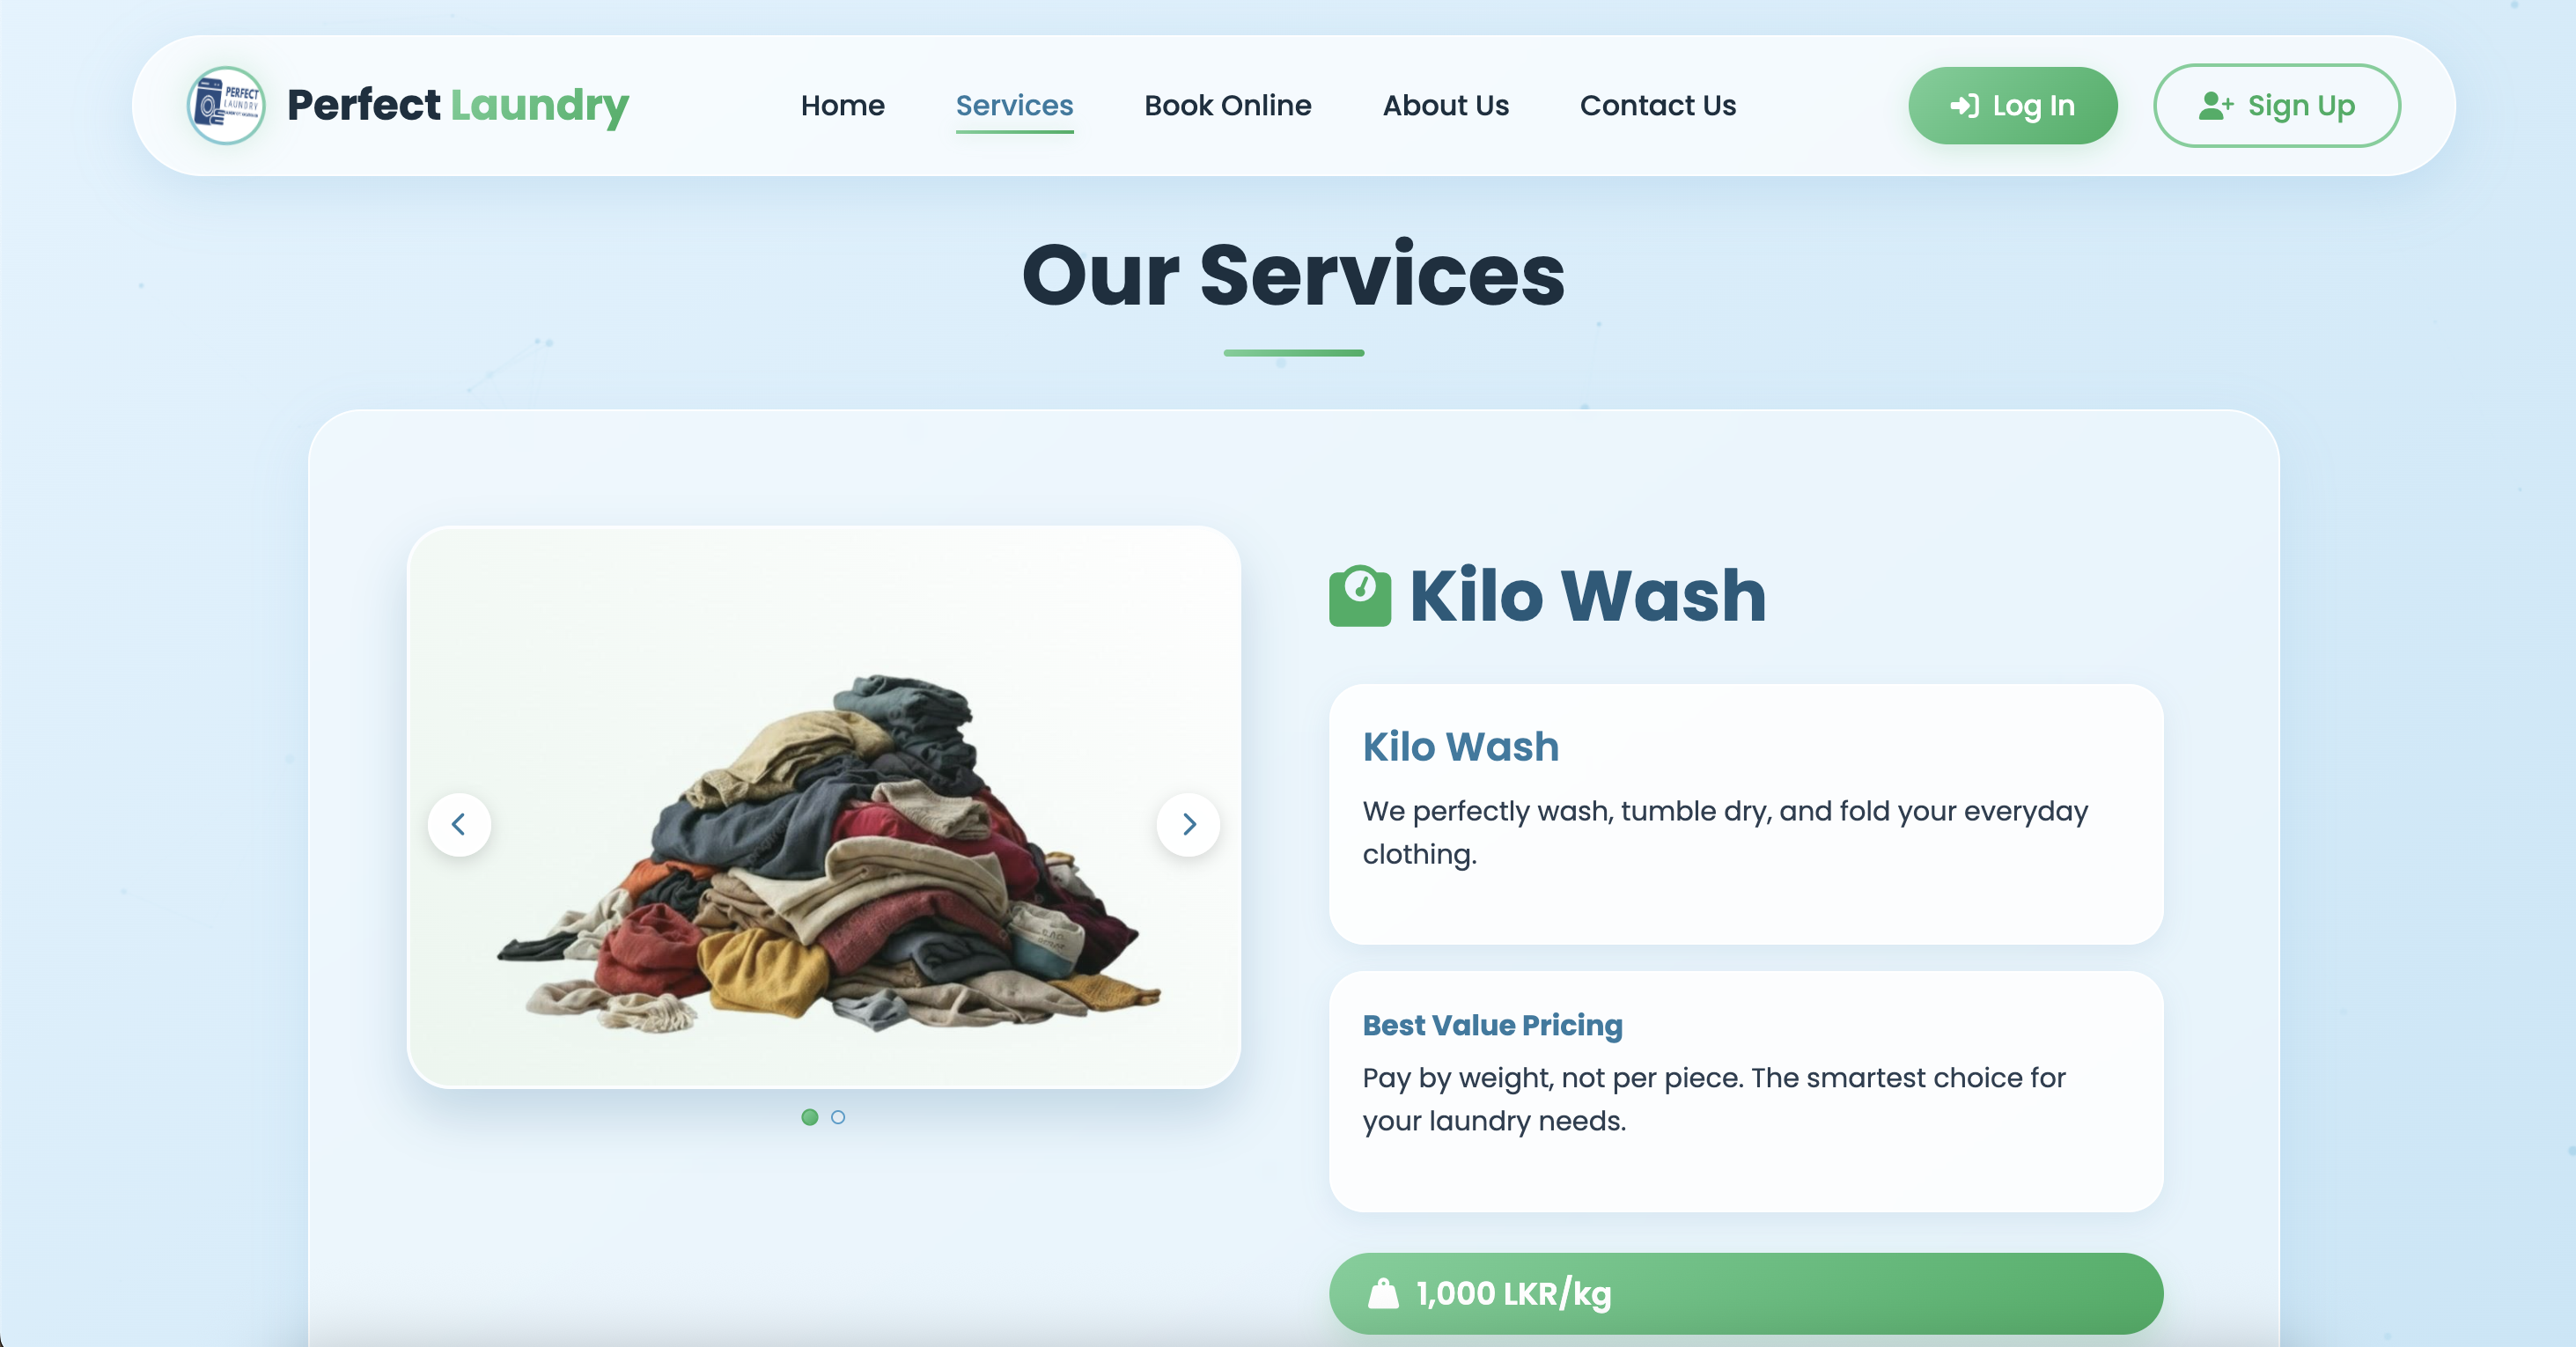 PERFECT
LAUNDRY
Perfect Laundry
Home
Services
Book Online
About Us
Contact Us
Log In
Sign Up
Our Services
Kilo Wash
Kilo Wash
We perfectly wash, tumble dry, and fold your everyday
clothing.
Best Value Pricing
Pay by weight, not per piece. The smartest choice for
your laundry needs.
1,000 LKR/kg